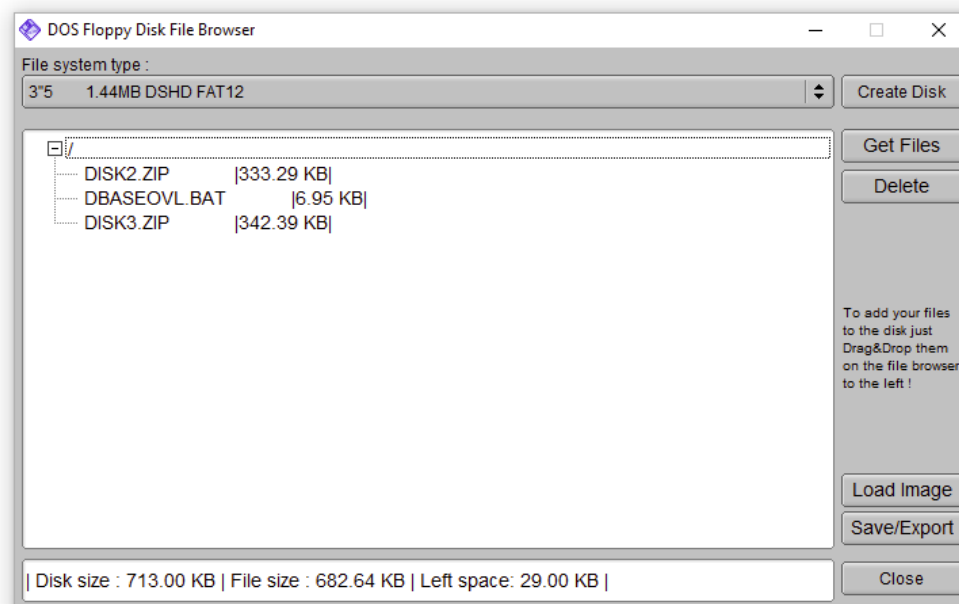 DOS Floppy Disk File Browser
File system type :
3"5 1.44MB DSHD FAT12
Create Disk
/
Get Files
DISK2.ZIP |333.29 KB|
Delete
DBASEOVL.BAT |6.95 KB|
DISK3.ZIP |342.39 KB|
To add your files
to the disk just
Drag&Drop them
on the file browser
to the left !
Load Image
Save/Export
| Disk size : 713.00 KB | File size : 682.64 KB | Left space: 29.00 KB |
Close